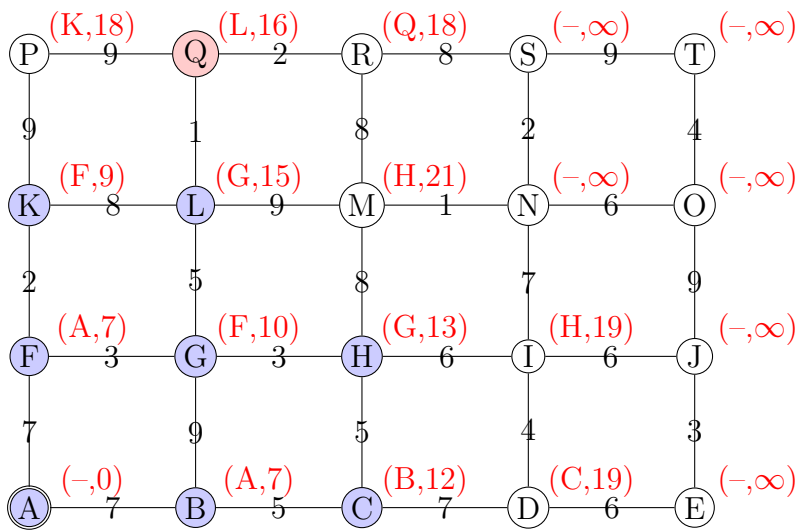 (K,18) (L,16) (Q,18) (–,∞) (–,∞)
P 9 Q 2 R 8 S 9 T
9 1 8 2 4
(F,9) (G,15) (H,21) (–,∞) (–,∞)
K 8 L 9 M 1 N 6 O
2 5 8 7 9
(A,7) (F,10) (G,13) (H,19) (–,∞)
F 3 G 3 H 6 I 6 J
7 9 5 4 3
(–,0) (A,7) (B,12) (C,19) (–,∞)
A 7 B 5 C 7 D 6 E